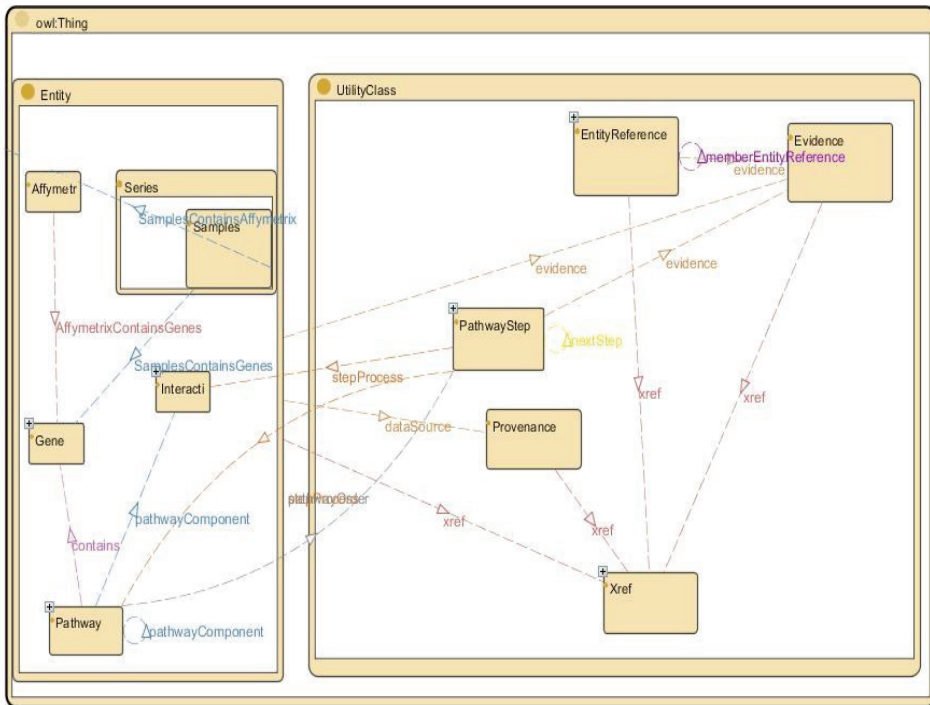 owl:Thing
Entity
UtilityClass
EntityReference
Evidence
memberEntityReference
evidence
Affymetr
Series
SamplesContainsAffymetrix
Samples
evidence
evidence
PathwayStep
AffymetrixContainsGenes
nextStep
SamplesContainsGenes
stepProcess
Interacti
xref
xref
dataSource
Provenance
Gene
pathwayComponent
xref
xref
contains
Xref
Pathway
pathwayComponent